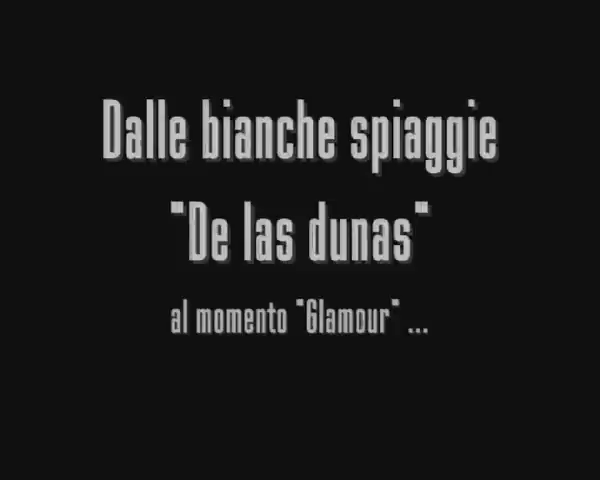 Dalle bianche spiaggie
"De las dunas"
al momento "Glamour" ...